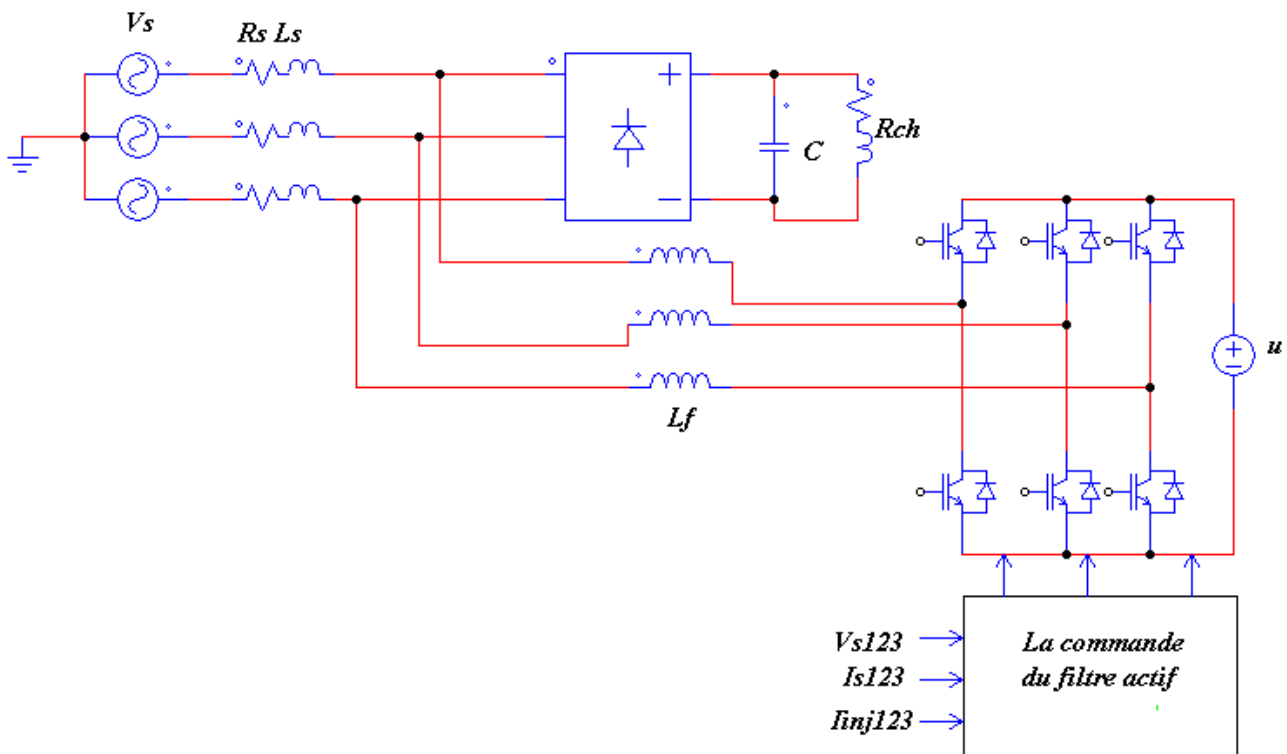 Vs
Rs Ls
Rch
C
u
Lf
Vs123
Is123
Iinj123
La commande
du filtre actif